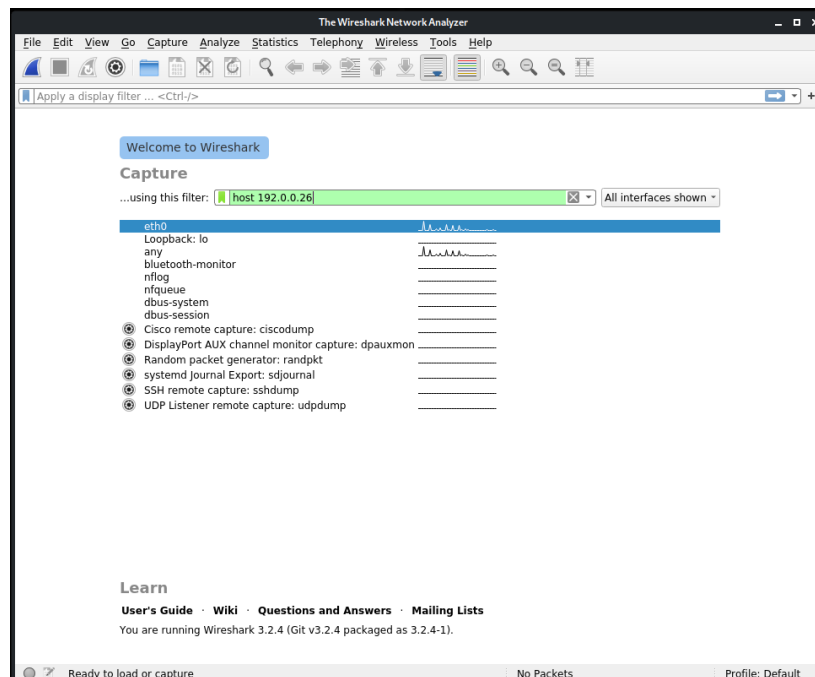 The Wireshark Network Analyzer
File Edit View Go Capture Analyze Statistics Telephony Wireless Tools Help
Apply a display filter ... <Ctrl-/>
Welcome to Wireshark
Capture
...using this filter: host 192.0.0.26 All interfaces shown
eth0
Loopback: lo
any
bluetooth-monitor
nflog
nfqueue
dbus-system
dbus-session
Cisco remote capture: ciscodump
DisplayPort AUX channel monitor capture: dpauxmon
Random packet generator: randpkt
systemd Journal Export: sdjournal
SSH remote capture: sshdump
UDP Listener remote capture: udpdump
Learn
User's Guide · Wiki · Questions and Answers · Mailing Lists
You are running Wireshark 3.2.4 (Git v3.2.4 packaged as 3.2.4-1).
Ready to load or capture No Packets Profile: Default